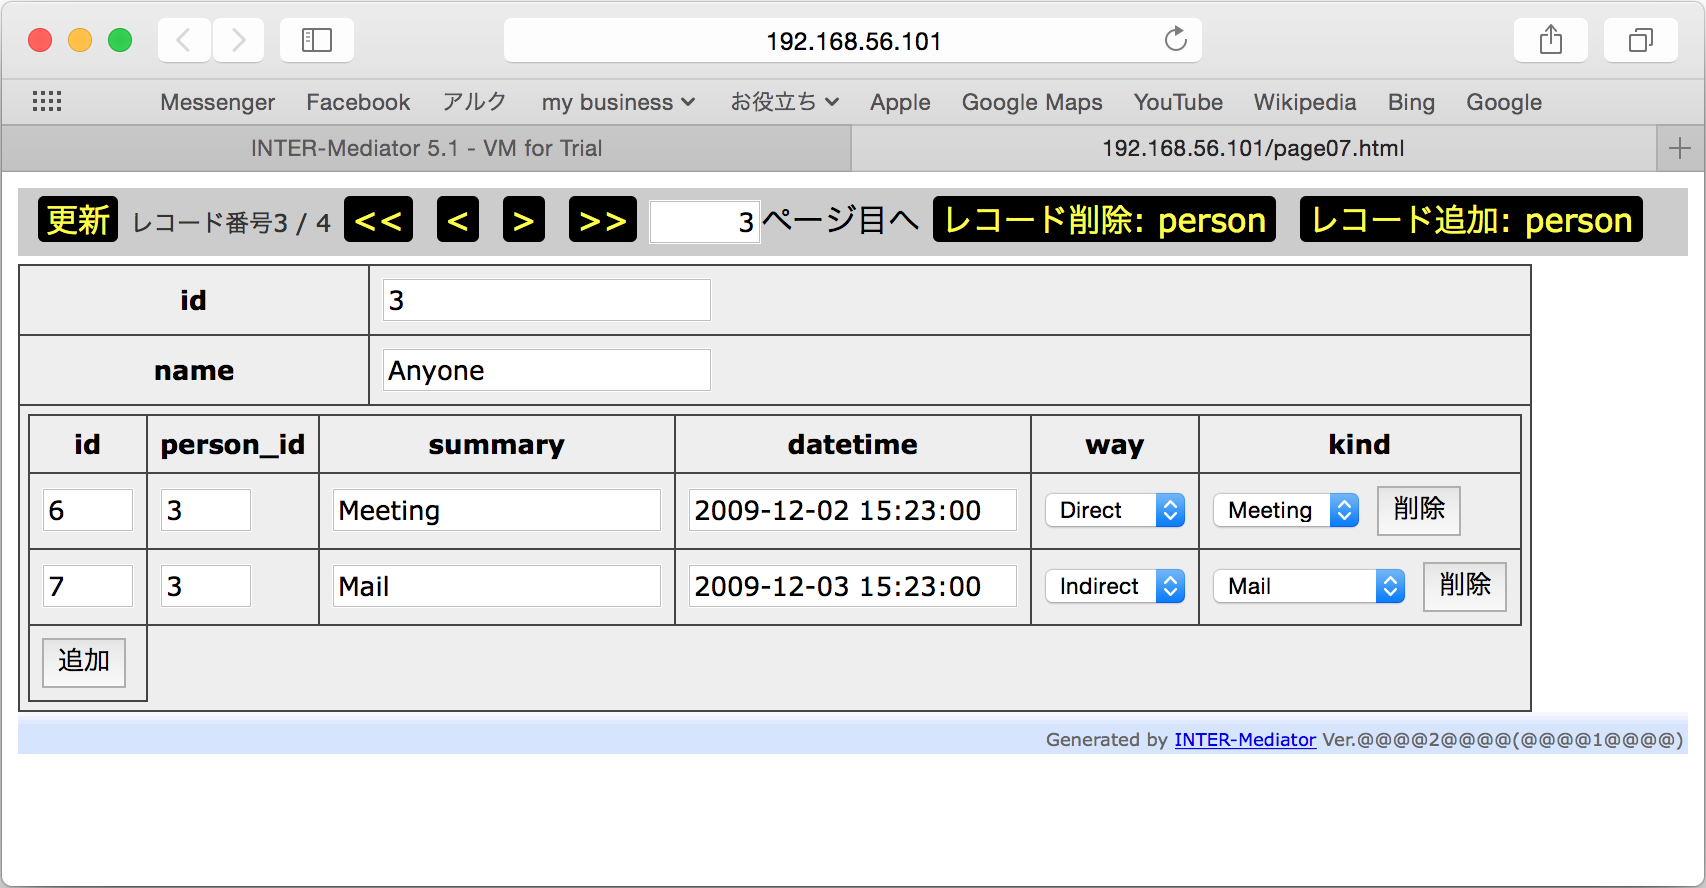 192.168.56.101
Messenger Facebook アルク my business お役立ち Apple Google Maps YouTube Wikipedia Bing Google
INTER-Mediator 5.1 - VM for Trial 192.168.56.101/page07.html
更新 レコード番号3 / 4 << < > >> 3 ページ目へ レコード削除: person レコード追加: person
id 3
name Anyone
id person_id summary datetime way kind
6 3 Meeting 2009-12-02 15:23:00 Direct Meeting 削除
7 3 Mail 2009-12-03 15:23:00 Indirect Mail 削除
追加
Generated by INTER-Mediator Ver.@@@@2@@@@(@@@@1@@@@)